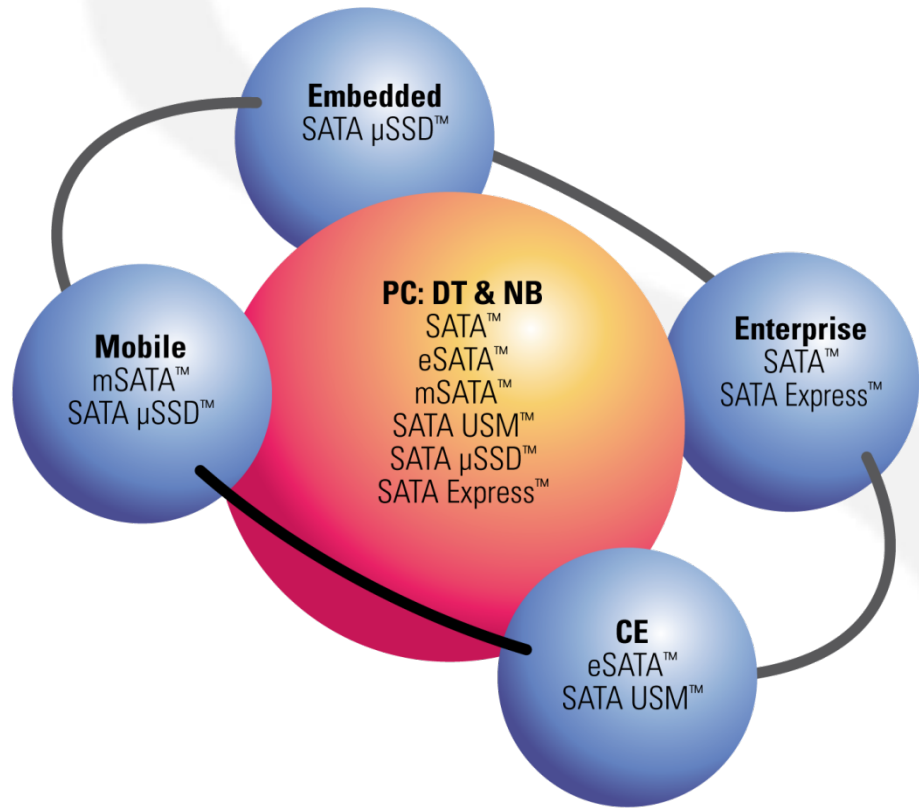 Embedded
SATA µSSD™
PC: DT & NB
SATA™
eSATA™
mSATA™
SATA USM™
SATA µSSD™
SATA Express™
Mobile
mSATA™
SATA µSSD™
Enterprise
SATA™
SATA Express™
CE
eSATA™
SATA USM™